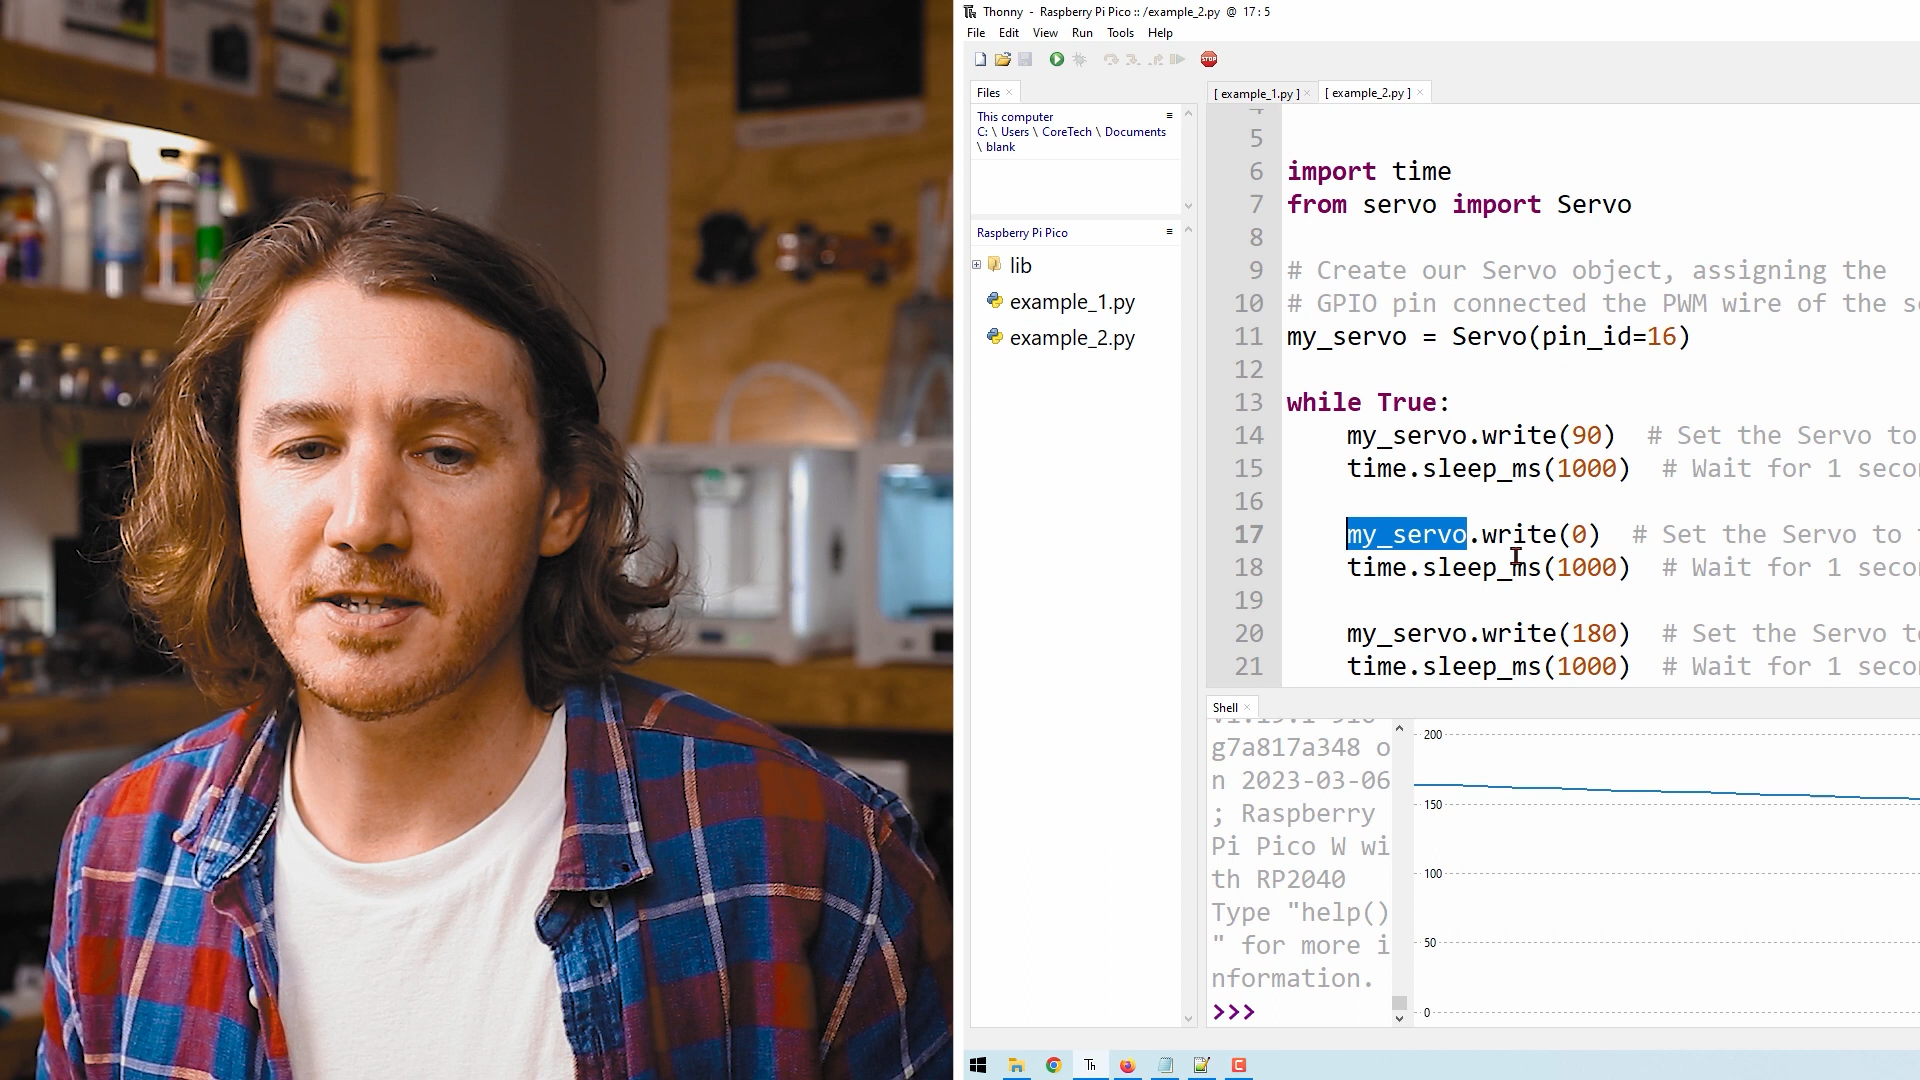 Thonny - Raspberry Pi Pico :: /example_2.py @ 17 : 5
File Edit View Run Tools Help
STOP
Files
[ example_1.py ]
[ example_2.py ]
This computer
C: \ Users \ CoreTech \ Documents
\ blank
Raspberry Pi Pico
lib
example_1.py
example_2.py
5
6 import time
7 from servo import Servo
8
9 # Create our Servo object, assigning the
10 # GPIO pin connected the PWM wire of the
11 my_servo = Servo(pin_id=16)
12
13 while True:
14 my_servo.write(90) # Set the Servo to
15 time.sleep_ms(1000) # Wait for 1
16
17 my_servo.write(0) # Set the Servo to
18 time.sleep_ms(1000) # Wait for 1
19
20 my_servo.write(180) # Set the Servo
21 time.sleep_ms(1000) # Wait for 1
Shell
g7a817a348 o
n 2023-03-06
; Raspberry
Pi Pico W wi
th RP2040
Type "help()
" for more i
nformation.
>>>
200
150
100
50
0
Th